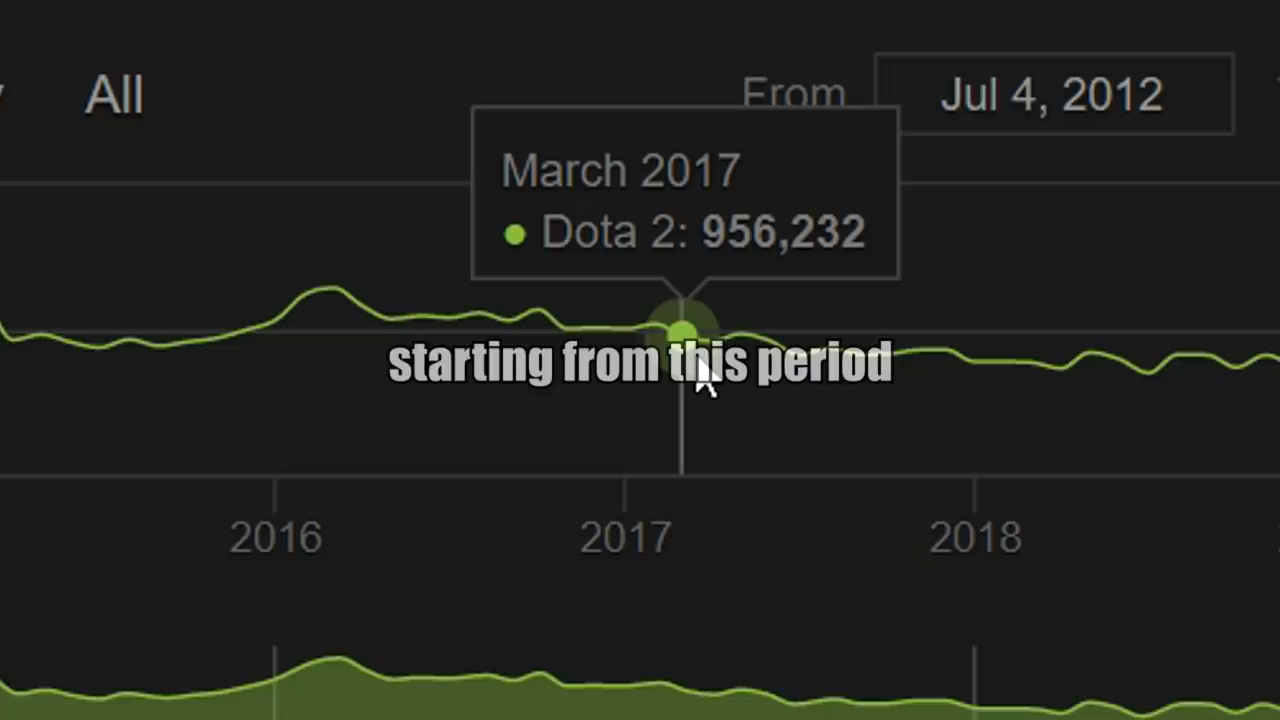 All
From
Jul 4, 2012
March 2017
Dota 2: 956,232
starting from this period
2016
2017
2018